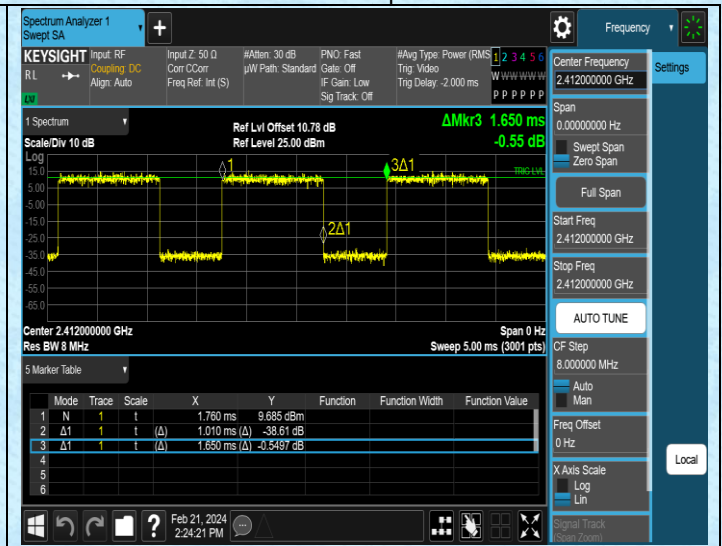 Spectrum Analyzer 1
Swept SA
Frequency
KEYSIGHT
RL
Input: RF
Coupling: DC
Align: Auto
Input Z: 50 Ω
Corr CCorr
Freq Ref: Int (S)
#Atten: 30 dB
µW Path: Standard
PNO: Fast
Gate: Off
IF Gain: Low
Sig Track: Off
#Avg Type: Power (RMS
Trig: Video
Trig Delay: -2.000 ms
1 2 3 4 5 6
W W W W W W
P P P P P P
1 Spectrum
Scale/Div 10 dB
Ref Lvl Offset 10.78 dB
Ref Level 25.00 dBm
ΔMkr3 1.650 ms
-0.55 dB
Log
15.0
5.00
-5.00
-15.0
-25.0
-35.0
-45.0
-55.0
-65.0
1
2Δ1
3Δ1
TRIG LVL
Center 2.412000000 GHz
Res BW 8 MHz
Span 0 Hz
Sweep 5.00 ms (3001 pts)
5 Marker Table
Mode Trace Scale X Y Function Function Width Function Value
1 N 1 t 1.760 ms 9.685 dBm
2 Δ1 1 t (Δ) 1.010 ms (Δ) -38.61 dB
3 Δ1 1 t (Δ) 1.650 ms (Δ) -0.5497 dB
4
5
6
Feb 21, 2024
2:24:21 PM
Center Frequency
2.412000000 GHz
Span
0.00000000 Hz
Swept Span
Zero Span
Full Span
Start Freq
2.412000000 GHz
Stop Freq
2.412000000 GHz
AUTO TUNE
CF Step
8.000000 MHz
Auto
Man
Freq Offset
0 Hz
X Axis Scale
Log
Lin
Signal Track
(Span Zoom)
Settings
Local